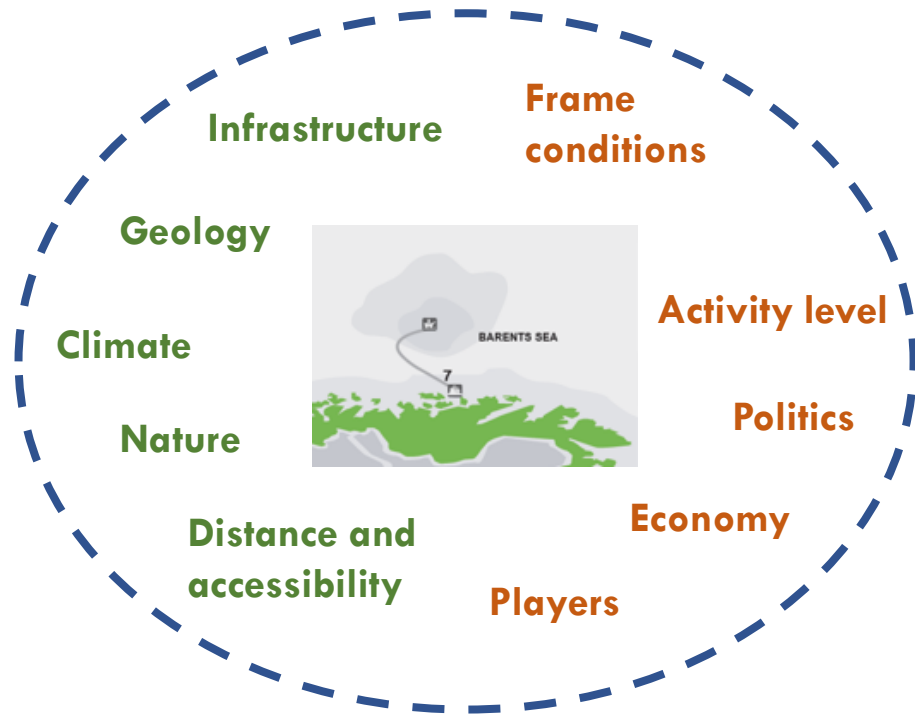 Infrastructure
Frame
conditions
Geology
Activity level
BARENTS SEA
Climate
7
Politics
Nature
Economy
Distance and
accessibility
Players